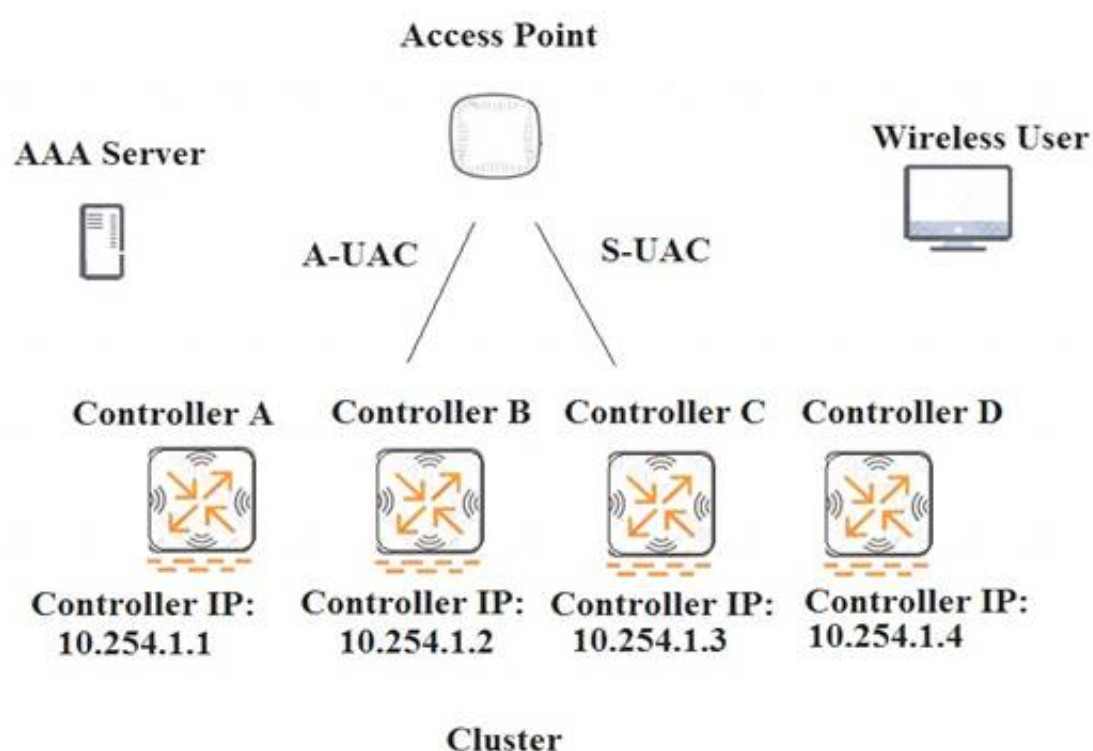 Access Point
AAA Server
Wireless User
A-UAC
S-UAC
Controller A
Controller B
Controller C
Controller D
Controller IP:
10.254.1.1
Controller IP:
10.254.1.2
Controller IP:
10.254.1.3
Controller IP:
10.254.1.4
Cluster